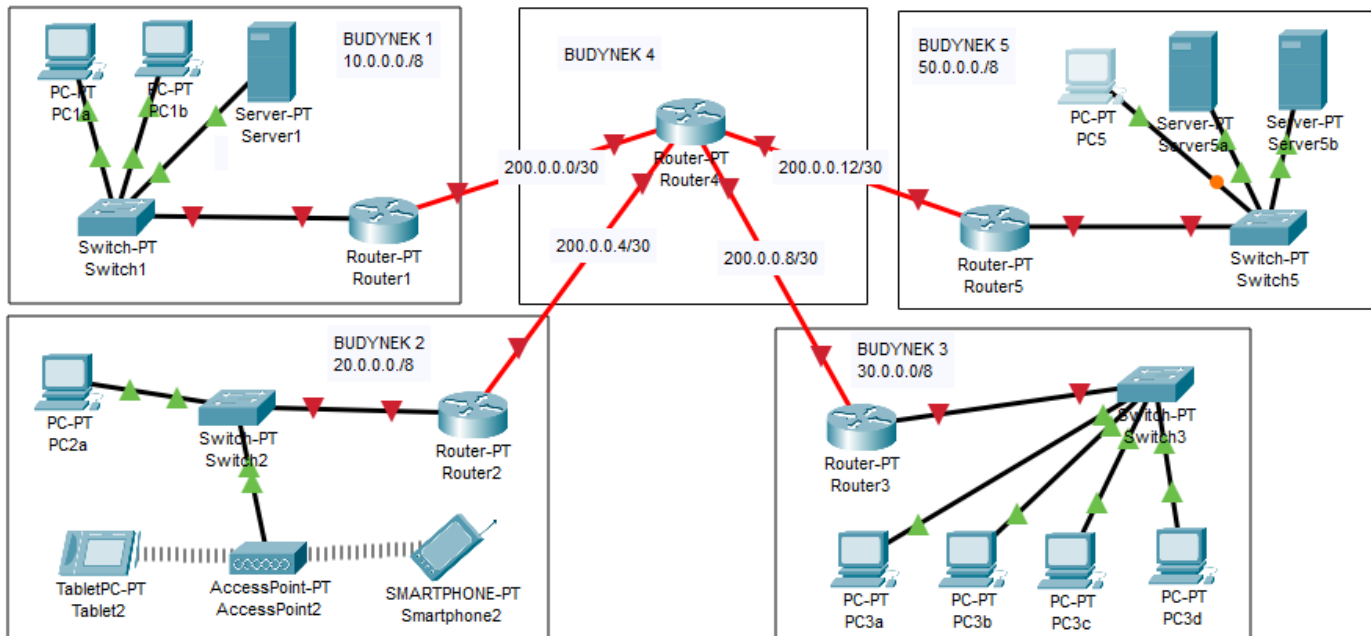 BUDYNEK 1
10.0.0.0./8
PC-PT
PC1a
PC-PT
PC1b
Server-PT
Server1
Switch-PT
Switch1
Router-PT
Router1
200.0.0.0/30
BUDYNEK 4
Router-PT
Router4
200.0.0.12/30
200.0.0.4/30
200.0.0.8/30
BUDYNEK 5
50.0.0.0./8
PC-PT
PC5
Server-PT
Server5a
Server-PT
Server5b
Router-PT
Router5
Switch-PT
Switch5
BUDYNEK 2
20.0.0.0./8
PC-PT
PC2a
Switch-PT
Switch2
Router-PT
Router2
TabletPC-PT
Tablet2
AccessPoint-PT
AccessPoint2
SMARTPHONE-PT
Smartphone2
BUDYNEK 3
30.0.0.0/8
Switch-PT
Switch3
Router-PT
Router3
PC-PT
PC3a
PC-PT
PC3b
PC-PT
PC3c
PC-PT
PC3d